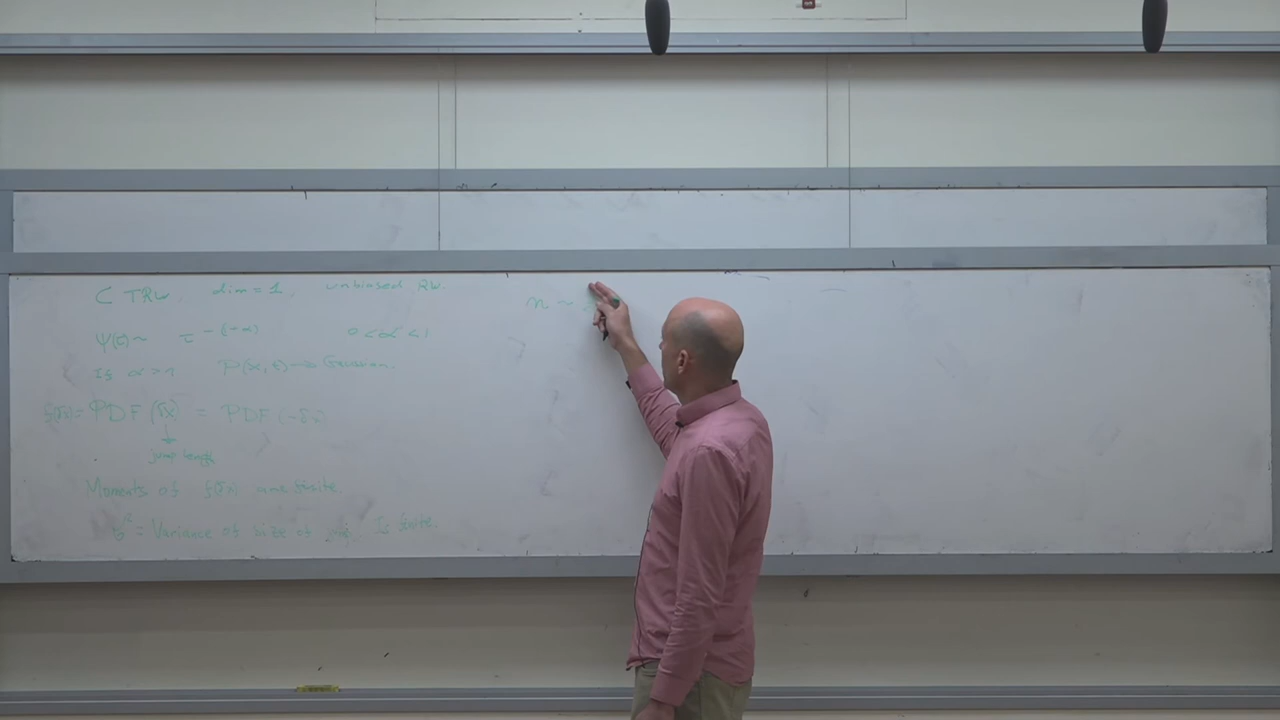 CTRW, dim=1, unbiased RW.
ψ(τ) ~ τ^-(1+α) 0<α<1
If α>1 P(x,t) → Gaussian.
f(δx)= PDF(δx) = PDF(-δx)
↓
jump length
Moments of f(δx) are finite.
σ² = Variance of size of jump. Is finite.
n ~